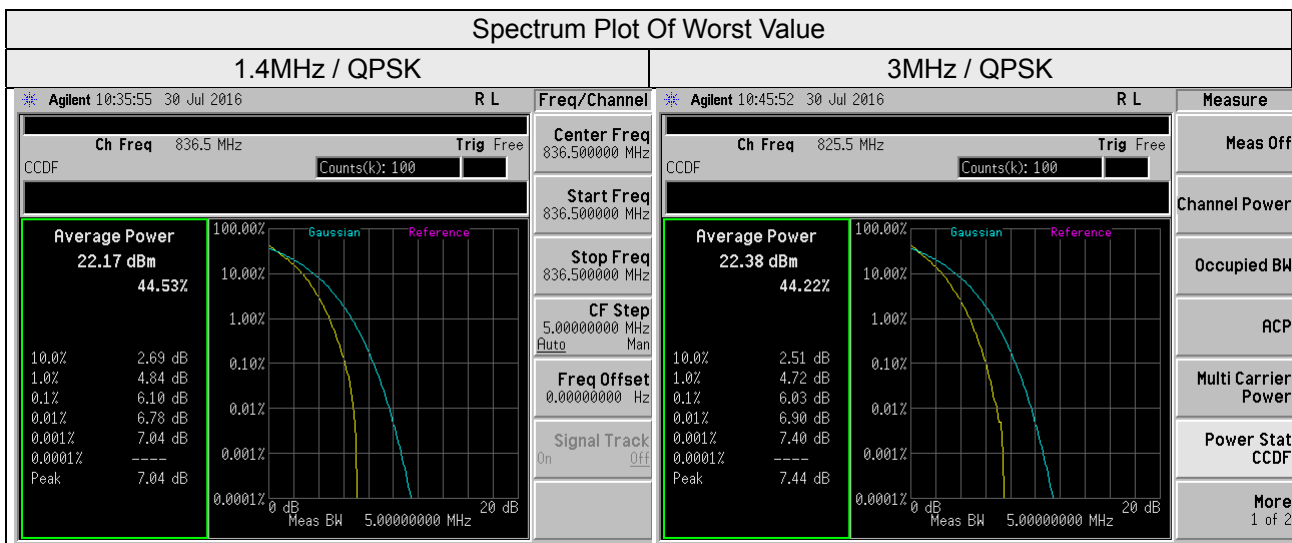 Spectrum Plot Of Worst Value
1.4MHz / QPSK
3MHz / QPSK
Agilent 10:35:55 30 Jul 2016 R L
Freq/Channel
Ch Freq 836.5 MHz Trig Free
CCDF Counts(k): 100
Average Power
22.17 dBm
44.53%
10.0% 2.69 dB
1.0% 4.84 dB
0.1% 6.10 dB
0.01% 6.78 dB
0.001% 7.04 dB
0.0001% ----
Peak 7.04 dB
100.00%
Gaussian Reference
10.00%
1.00%
0.10%
0.01%
0.001%
0.0001%
0 dB 20 dB
Meas BW 5.00000000 MHz
Center Freq
836.500000 MHz
Start Freq
836.500000 MHz
Stop Freq
836.500000 MHz
CF Step
5.00000000 MHz
Auto Man
Freq Offset
0.00000000 Hz
Signal Track
On Off
Agilent 10:45:52 30 Jul 2016 R L
Measure
Ch Freq 825.5 MHz Trig Free
CCDF Counts(k): 100
Average Power
22.38 dBm
44.22%
10.0% 2.51 dB
1.0% 4.72 dB
0.1% 6.03 dB
0.01% 6.90 dB
0.001% 7.40 dB
0.0001% ----
Peak 7.44 dB
100.00%
Gaussian Reference
10.00%
1.00%
0.10%
0.01%
0.001%
0.0001%
0 dB 20 dB
Meas BW 5.00000000 MHz
Meas Off
Channel Power
Occupied BW
ACP
Multi Carrier
Power
Power Stat
CCDF
More
1 of 2